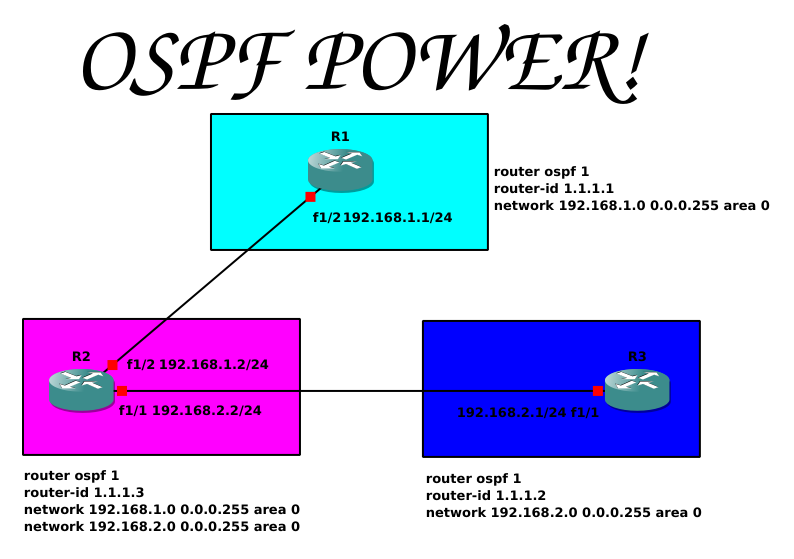 OSPF POWER!
R1
f1/2 192.168.1.1/24
router ospf 1
router-id 1.1.1.1
network 192.168.1.0 0.0.0.255 area 0
R2
f1/2 192.168.1.2/24
f1/1 192.168.2.2/24
R3
192.168.2.1/24 f1/1
router ospf 1
router-id 1.1.1.3
network 192.168.1.0 0.0.0.255 area 0
network 192.168.2.0 0.0.0.255 area 0
router ospf 1
router-id 1.1.1.2
network 192.168.2.0 0.0.0.255 area 0